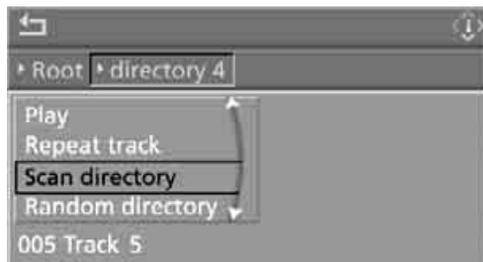 Root directory 4
Play
Repeat track
Scan directory
Random directory
005 Track 5